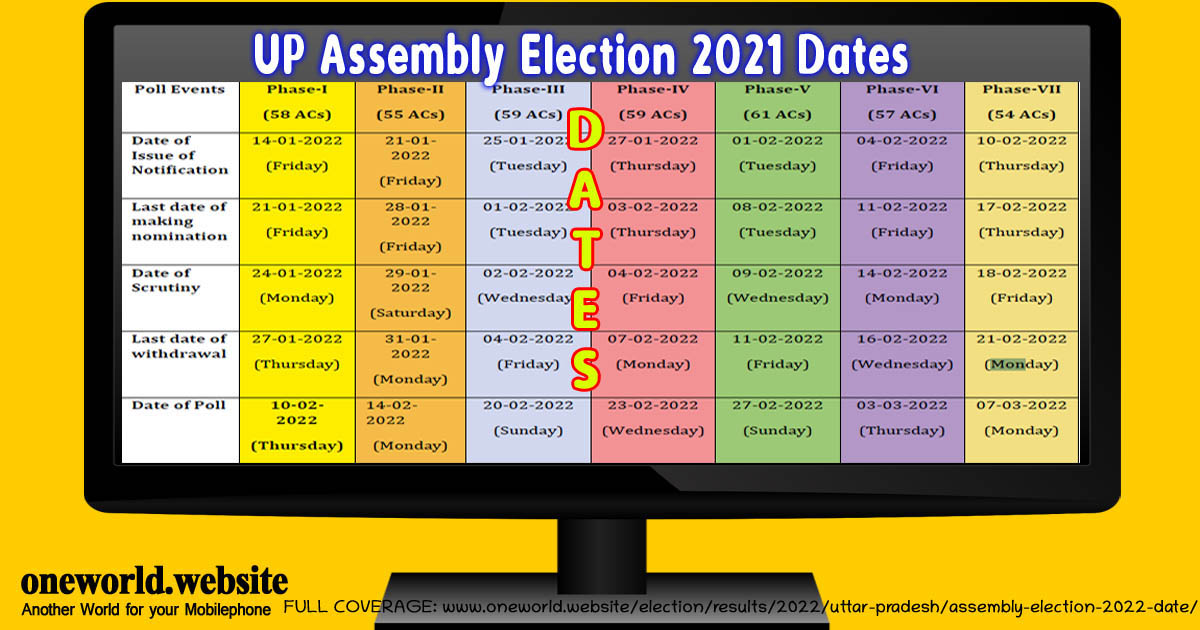 UP Assembly Election 2021 Dates
Poll Events Phase-I Phase-II Phase-III Phase-IV Phase-V Phase-VI Phase-VII
(58 ACs) (55 ACs) (59 ACs) (59 ACs) (61 ACs) (57 ACs) (54 ACs)
DATES
Date of 14-01-2022 21-01- 25-01-2022 27-01-2022 01-02-2022 04-02-2022 10-02-2022
Issue of 2022
Notification (Friday) (Tuesday) (Thursday) (Tuesday) (Friday) (Thursday)
(Friday)
Last date of 21-01-2022 28-01- 01-02-2022 03-02-2022 08-02-2022 11-02-2022 17-02-2022
making 2022
nomination (Friday) (Tuesday) (Thursday) (Tuesday) (Friday) (Thursday)
(Friday)
Date of 24-01-2022 29-01- 02-02-2022 04-02-2022 09-02-2022 14-02-2022 18-02-2022
Scrutiny 2022
(Monday) (Wednesday (Friday) (Wednesday) (Monday) (Friday)
(Saturday)
Last date of 27-01-2022 31-01- 04-02-2022 07-02-2022 11-02-2022 16-02-2022 21-02-2022
withdrawal 2022
(Thursday) (Friday) (Monday) (Friday) (Wednesday) (Monday)
(Monday)
Date of Poll 10-02- 14-02- 20-02-2022 23-02-2022 27-02-2022 03-03-2022 07-03-2022
2022 2022
(Sunday) (Wednesday) (Sunday) (Thursday) (Monday)
(Thursday) (Monday)
oneworld.website
Another World for your Mobilephone FULL COVERAGE: www.oneworld.website/election/results/2022/uttar-pradesh/assembly-election-2022-date/